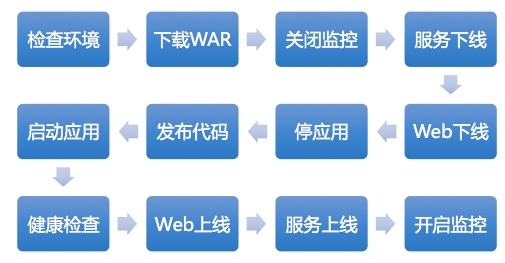 检查环境
下载WAR
关闭监控
服务下线
Web下线
停应用
发布代码
启动应用
健康检查
Web上线
服务上线
开启监控